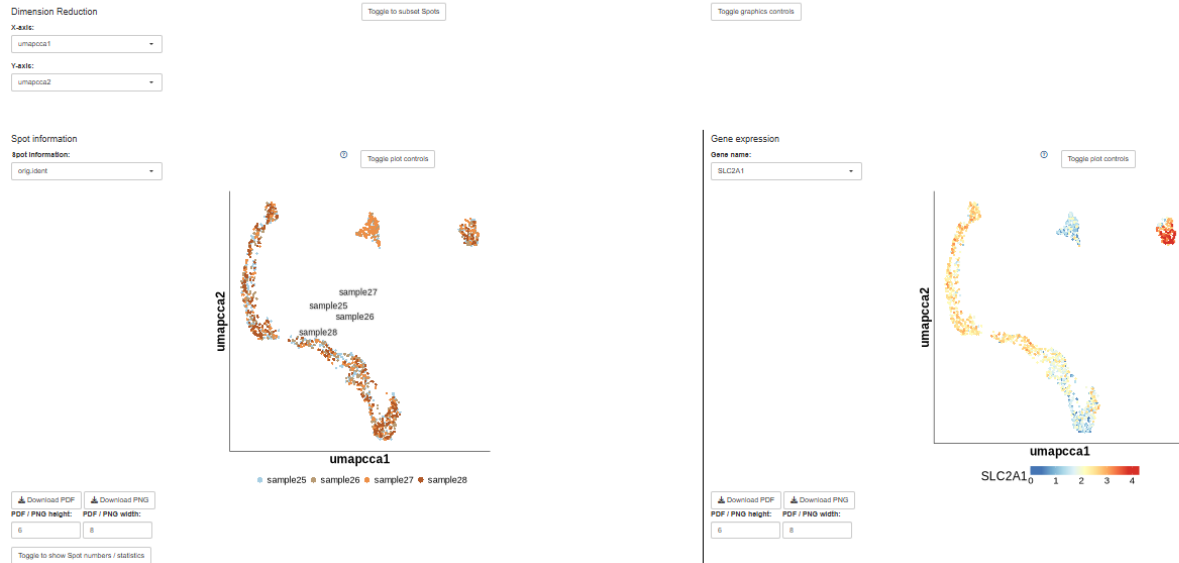 Dimension Reduction
Toggle to subset Spots
Toggle graphics controls
X-axis:
umapcca1
Y-axis:
umapcca2
Spot information
Spot information:
orig.ident
Toggle plot controls
umapcca2
sample27
sample25
sample26
sample28
umapcca1
sample25 sample26 sample27 sample28
Download PDF Download PNG
PDF / PNG height: PDF / PNG width:
6 8
Toggle to show Spot numbers / statistics
Gene expression
Gene name:
SLC2A1
Toggle plot controls
umapcca2
umapcca1
SLC2A1 0 1 2 3 4
Download PDF Download PNG
PDF / PNG height: PDF / PNG width:
6 8